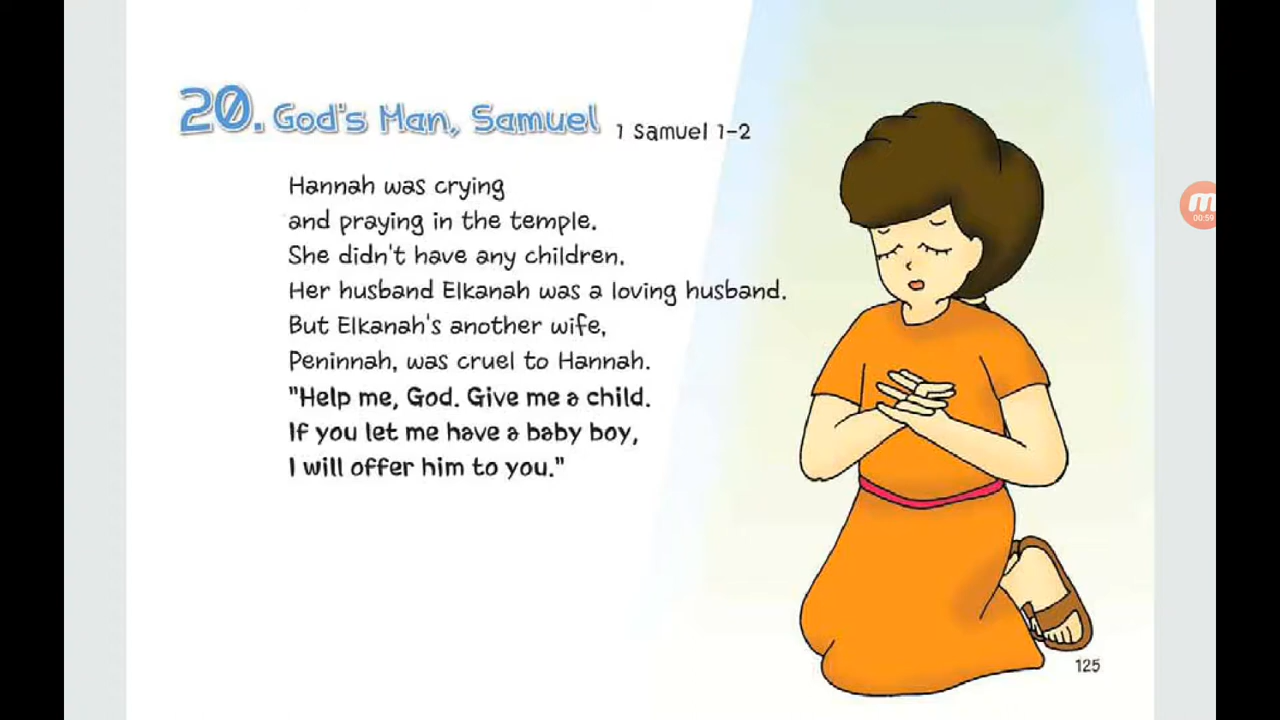 20. God's Man, Samuel 1 Samuel 1-2
Hannah was crying
and praying in the temple.
She didn't have any children.
Her husband Elkanah was a loving husband.
But Elkanah's another wife,
Peninnah, was cruel to Hannah.
"Help me, God. Give me a child.
If you let me have a baby boy,
I will offer him to you."
125
M
00:59